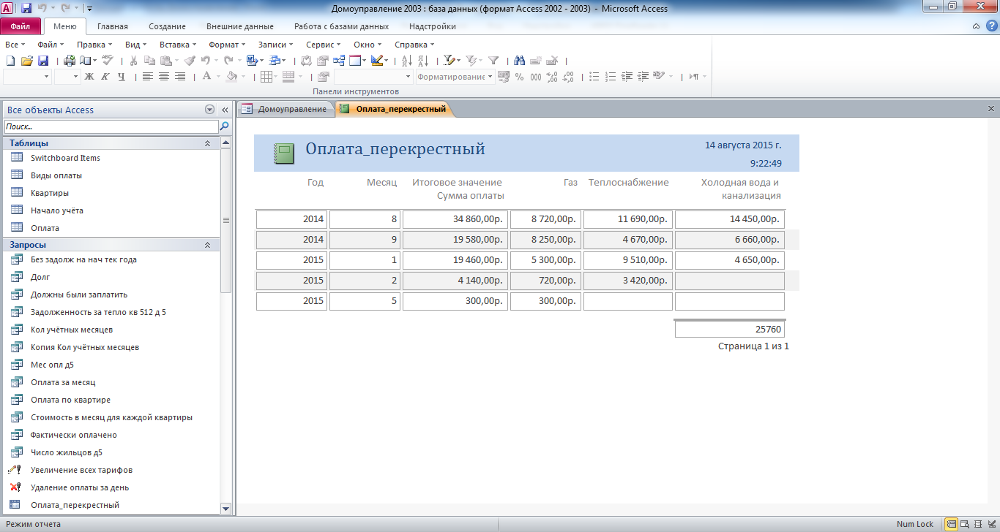 Домоуправление 2003 : база данных (формат Access 2002 - 2003) - Microsoft Access
Файл Меню Главная Создание Внешние данные Работа с базами данных Надстройки
Все Файл Правка Вид Вставка Формат Записи Сервис Окно Справка
Ж К Ч А Форматирование % 000
Панели инструментов
Все объекты Access
Поиск...
Таблицы
Switchboard Items
Виды оплаты
Квартиры
Начало учёта
Оплата
Запросы
Без задолж на нач тек года
Долг
Должны были заплатить
Задолженность за тепло кв 512 д 5
Кол учётных месяцев
Копия Кол учётных месяцев
Мес опл д5
Оплата за месяц
Оплата по квартире
Стоимость в месяц для каждой квартиры
Фактически оплачено
Число жильцов д5
Увеличение всех тарифов
Удаление оплаты за день
Оплата_перекрестный
Домоуправление Оплата_перекрестный
Оплата_перекрестный
14 августа 2015 г.
9:22:49
Год Месяц Итоговое значение Газ Теплоснабжение Холодная вода и
Сумма оплаты канализация
2014 8 34 860,00р. 8 720,00р. 11 690,00р. 14 450,00р.
2014 9 19 580,00р. 8 250,00р. 4 670,00р. 6 660,00р.
2015 1 19 460,00р. 5 300,00р. 9 510,00р. 4 650,00р.
2015 2 4 140,00р. 720,00р. 3 420,00р.
2015 5 300,00р. 300,00р.
25760
Страница 1 из 1
Режим отчета Num Lock